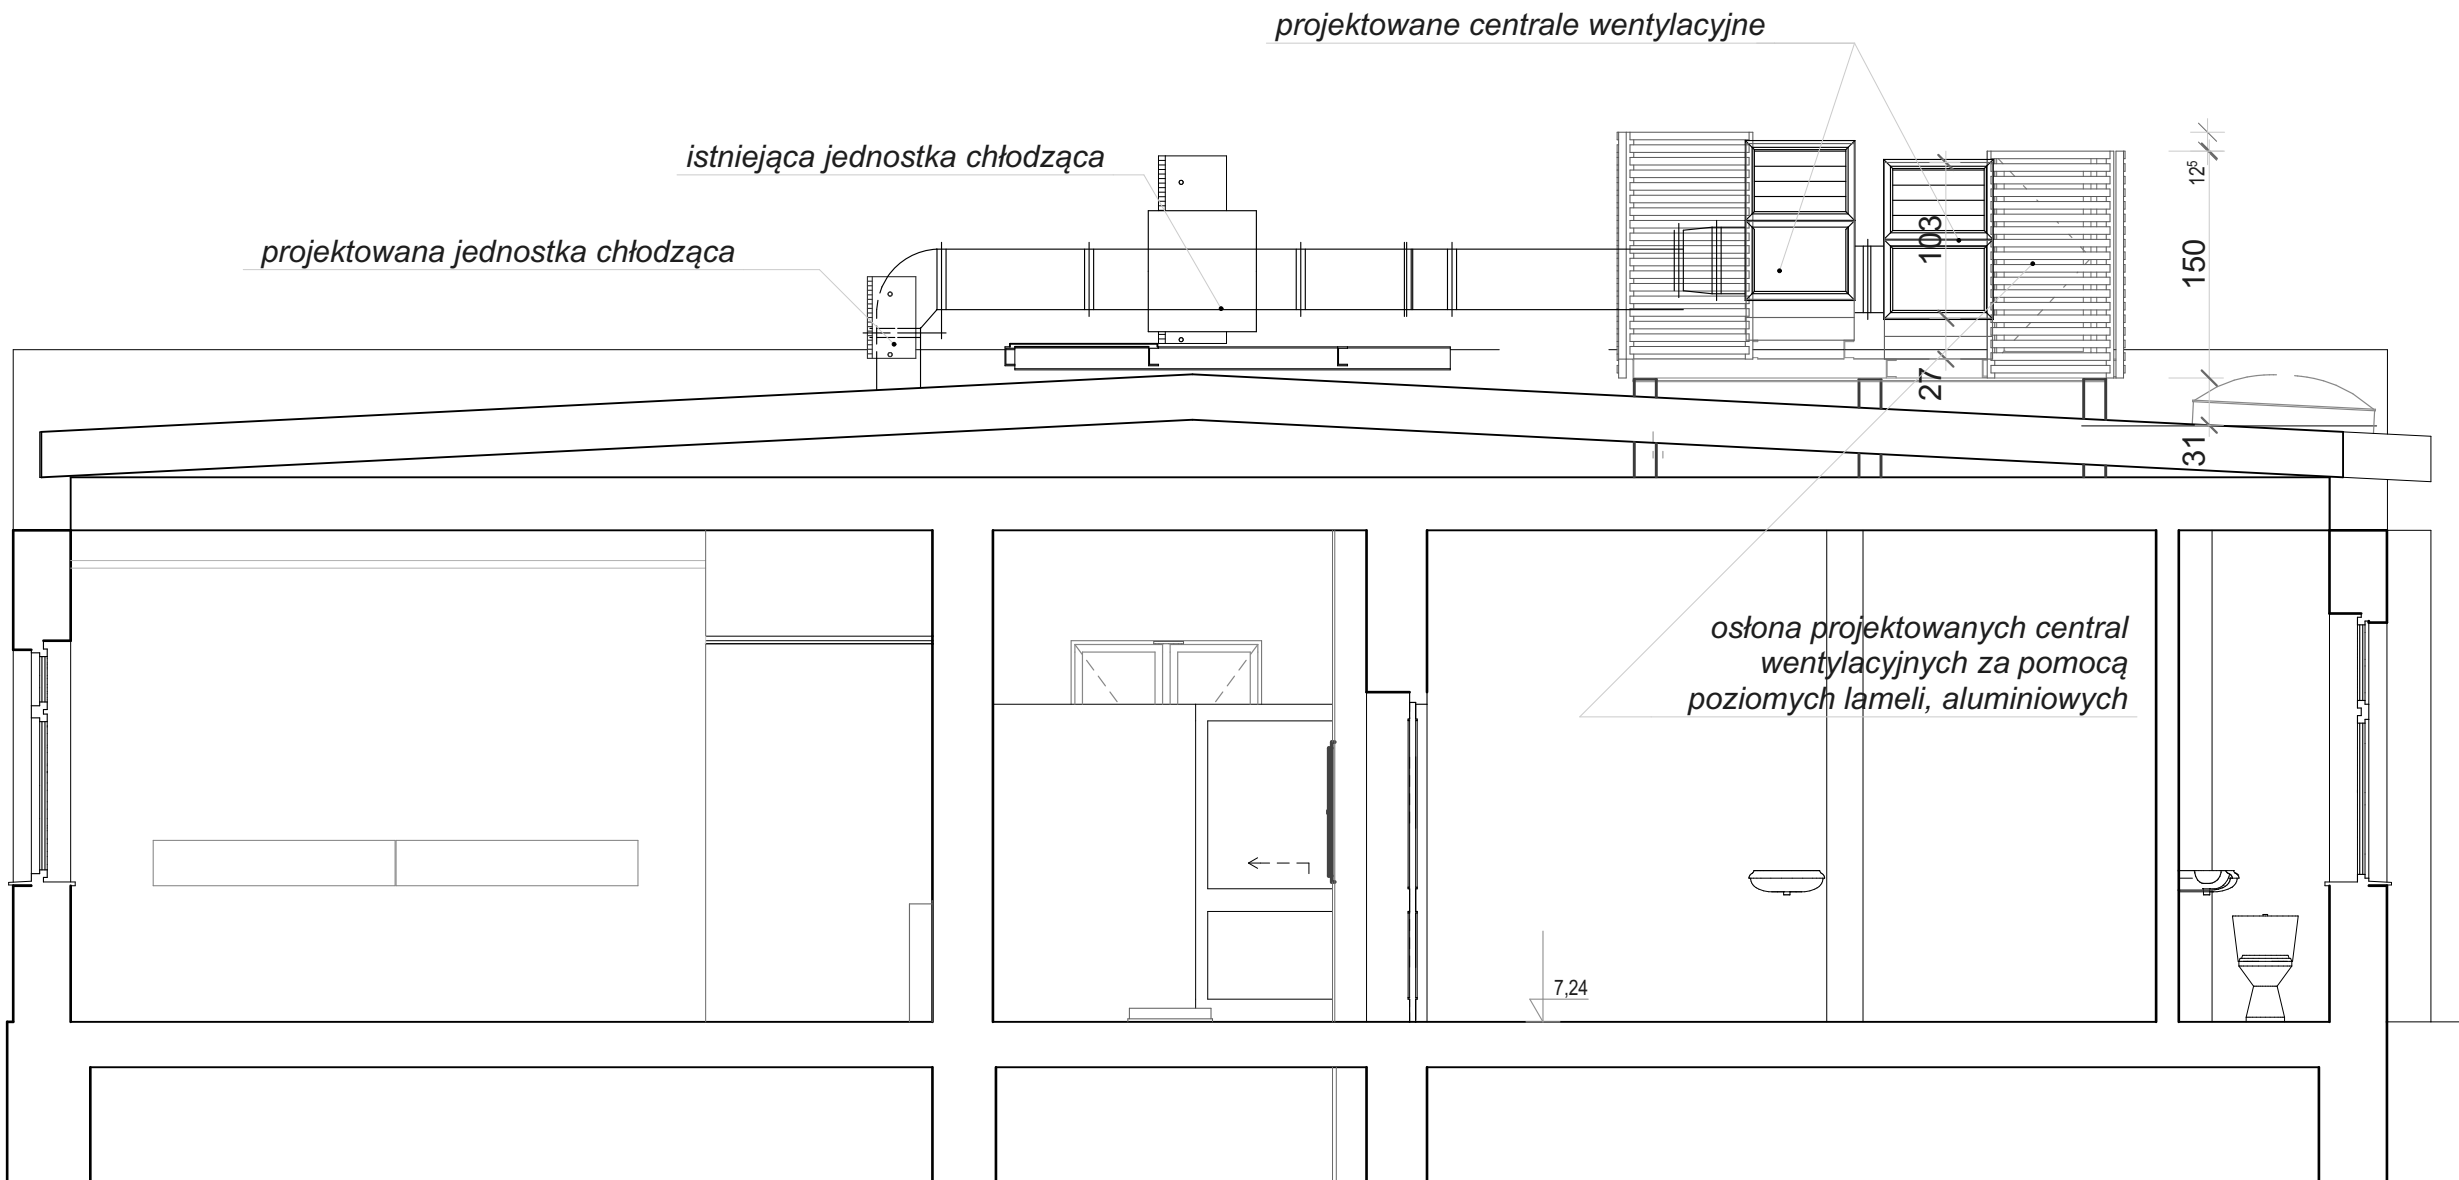 projektowane centrale wentylacyjne
istniejąca jednostka chłodząca
projektowana jednostka chłodząca
12⁵
103
150
27
31
osłona projektowanych central
wentylacyjnych za pomocą
poziomych lameli, aluminiowych
7,24